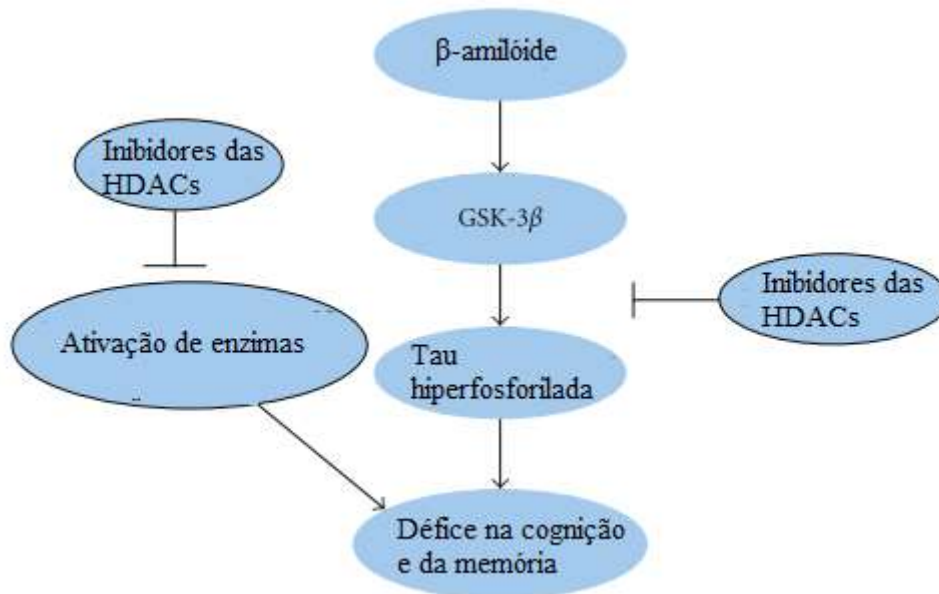 β-amilóide
Inibidores das
HDACs
GSK-3β
Inibidores das
HDACs
Ativação de enzimas
Tau
hiperfosforilada
Défice na cognição
e da memória